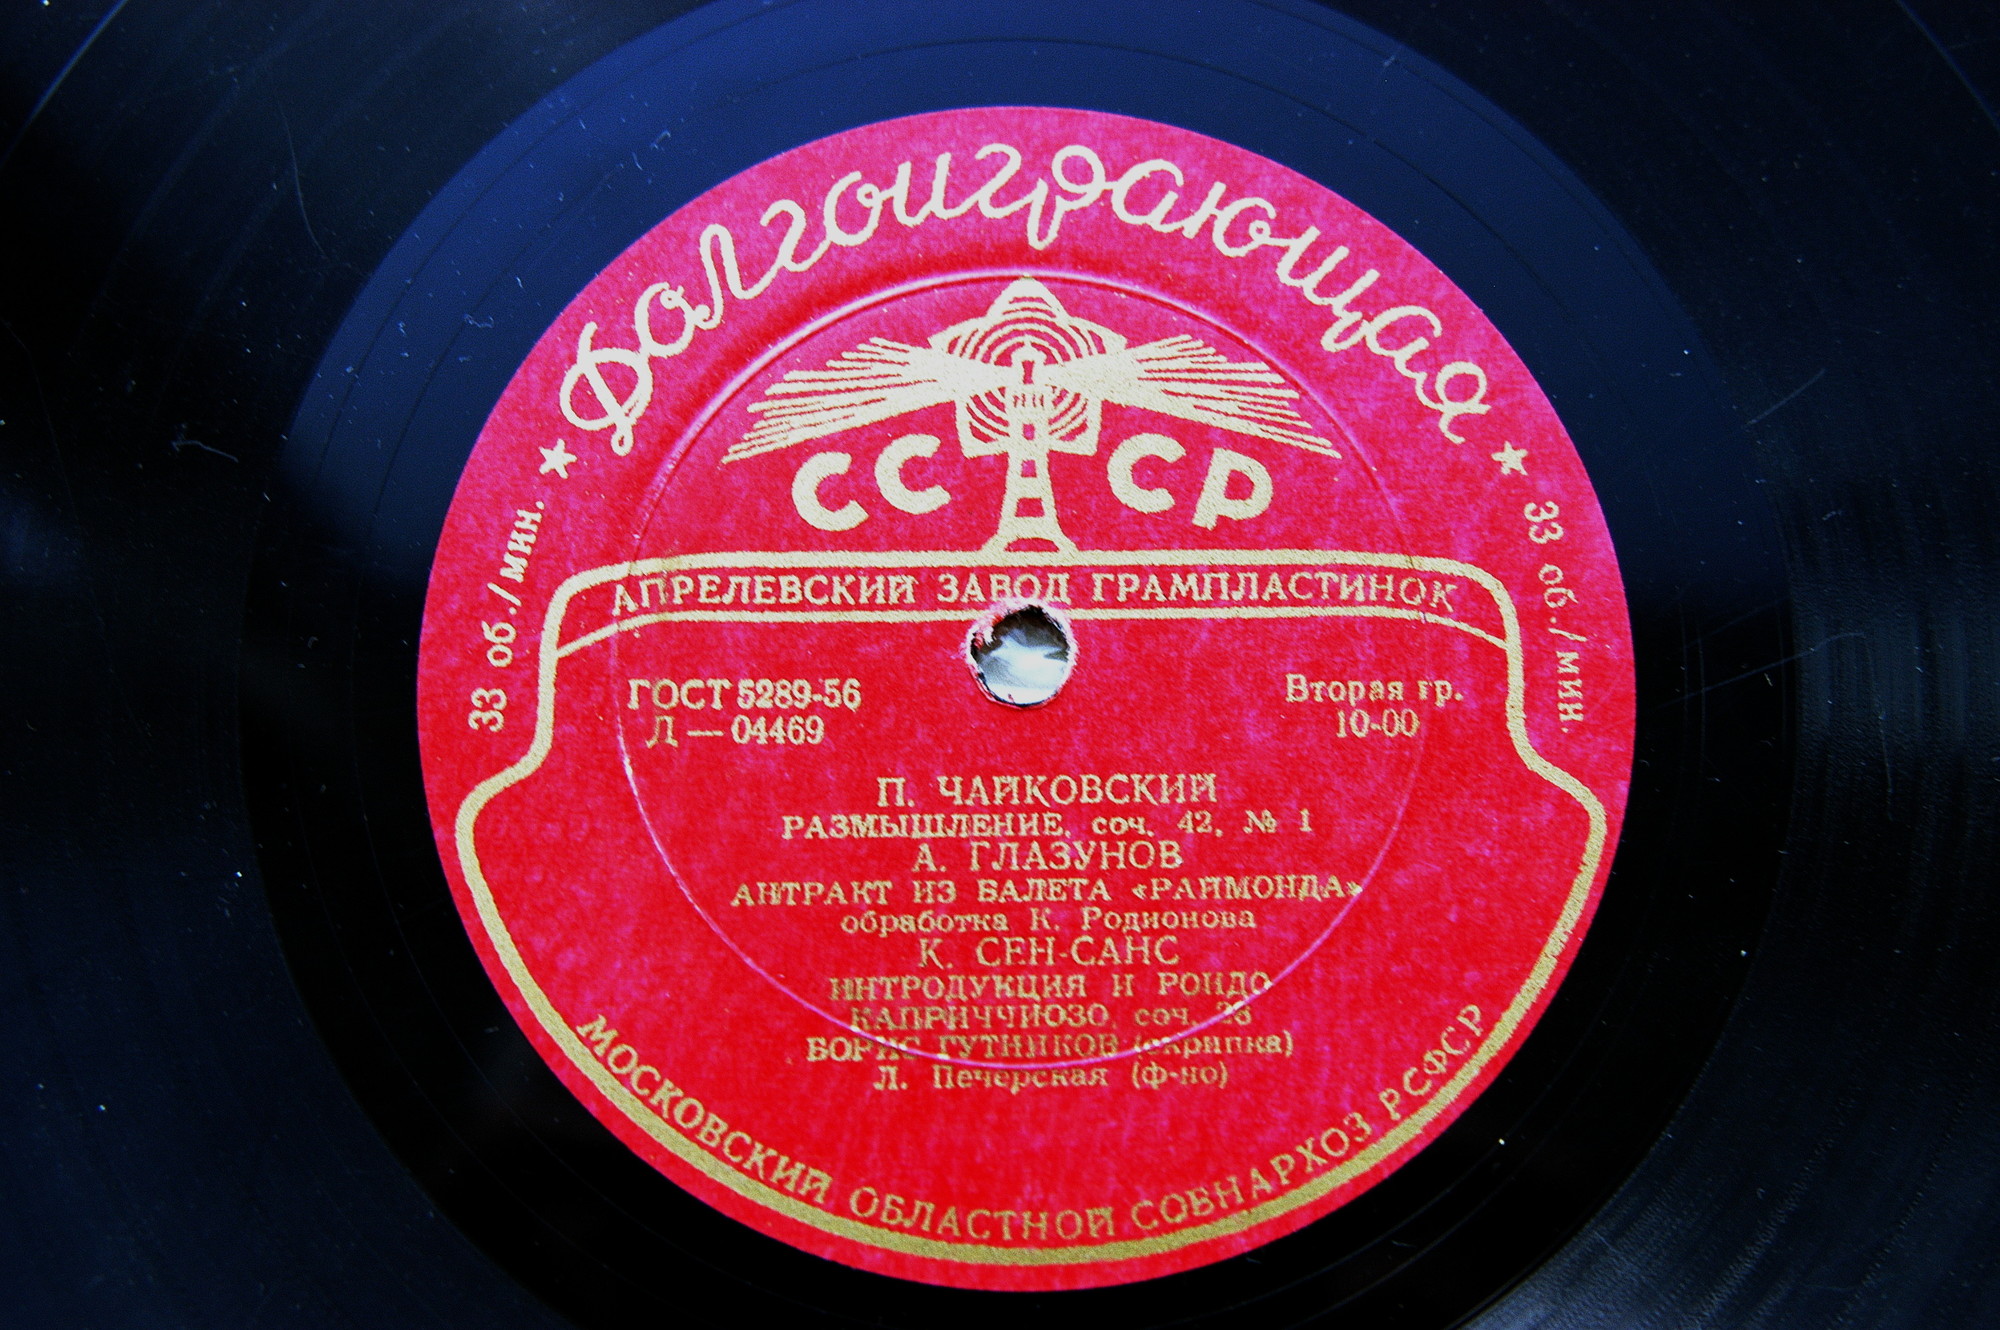 Долгоиграющая
★ 33 об./мин.
★ 33 об./мин.
СССР
АПРЕЛЕВСКИЙ ЗАВОД ГРАМПЛАСТИНОК
ГОСТ 5289-56
Д — 04469
Вторая гр.
10-00
П. ЧАЙКОВСКИЙ
РАЗМЫШЛЕНИЕ, соч. 42, № 1
А. ГЛАЗУНОВ
АНТРАКТ ИЗ БАЛЕТА «РАЙМОНДА»
обработка К. Родионова
К. СЕН-САНС
ИНТРОДУКЦИЯ И РОНДО
КАПРИЧЧИОЗО, соч. 28
БОРИС ГУТНИКОВ (скрипка)
Л. Печерская (ф-но)
МОСКОВСКИЙ ОБЛАСТНОЙ СОВНАРХОЗ РСФСР